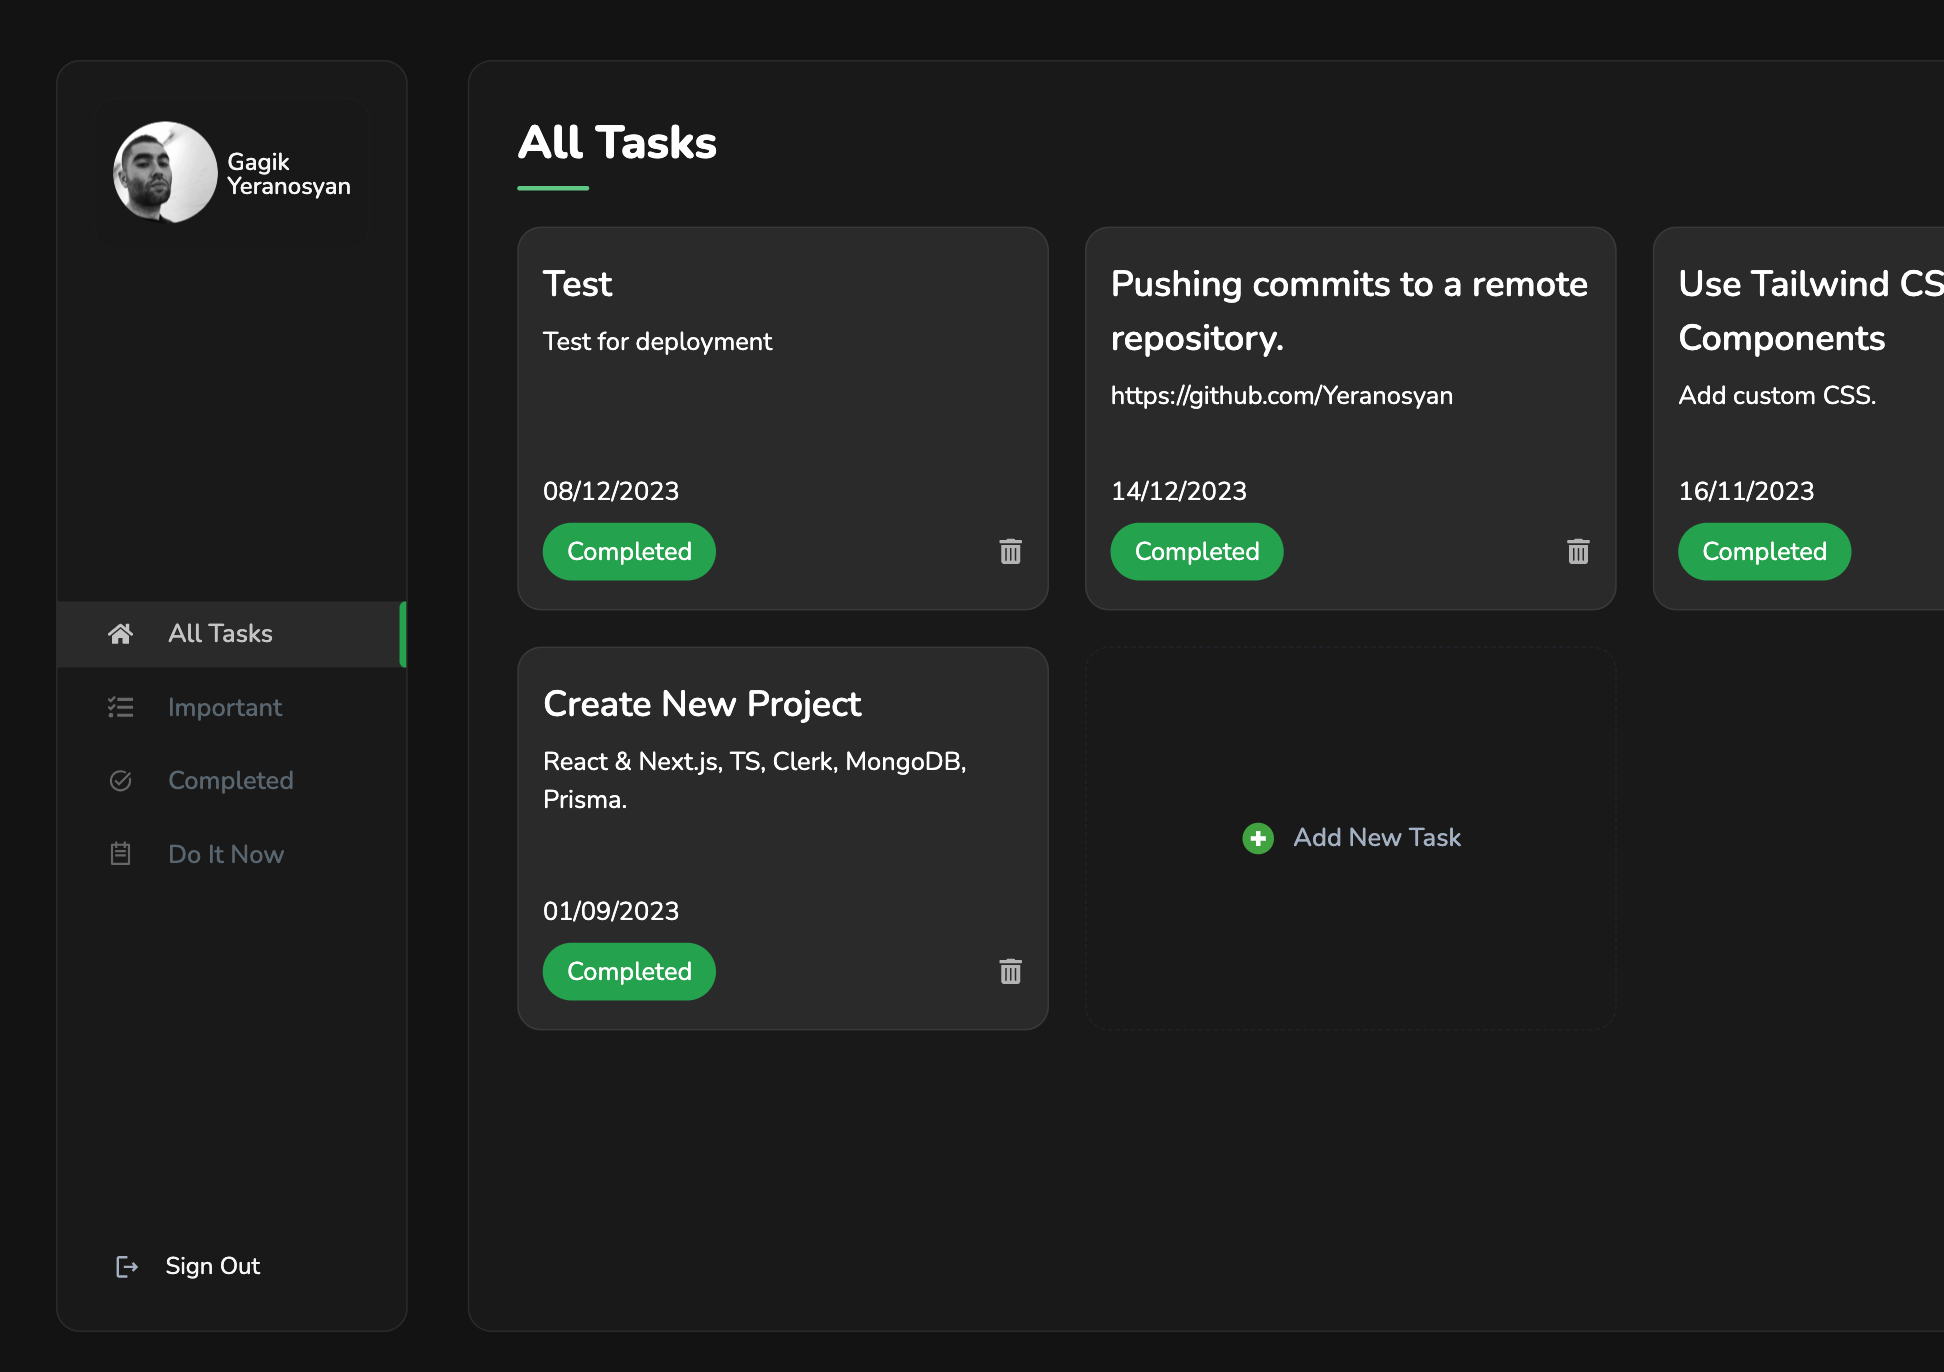 Gagik
Yeranosyan
All Tasks
Important
Completed
Do It Now
Sign Out
All Tasks
Test
Test for deployment
08/12/2023
Completed
Pushing commits to a remote
repository.
https://github.com/Yeranosyan
14/12/2023
Completed
Use Tailwind CS
Components
Add custom CSS.
16/11/2023
Completed
Create New Project
React & Next.js, TS, Clerk, MongoDB,
Prisma.
01/09/2023
Completed
Add New Task